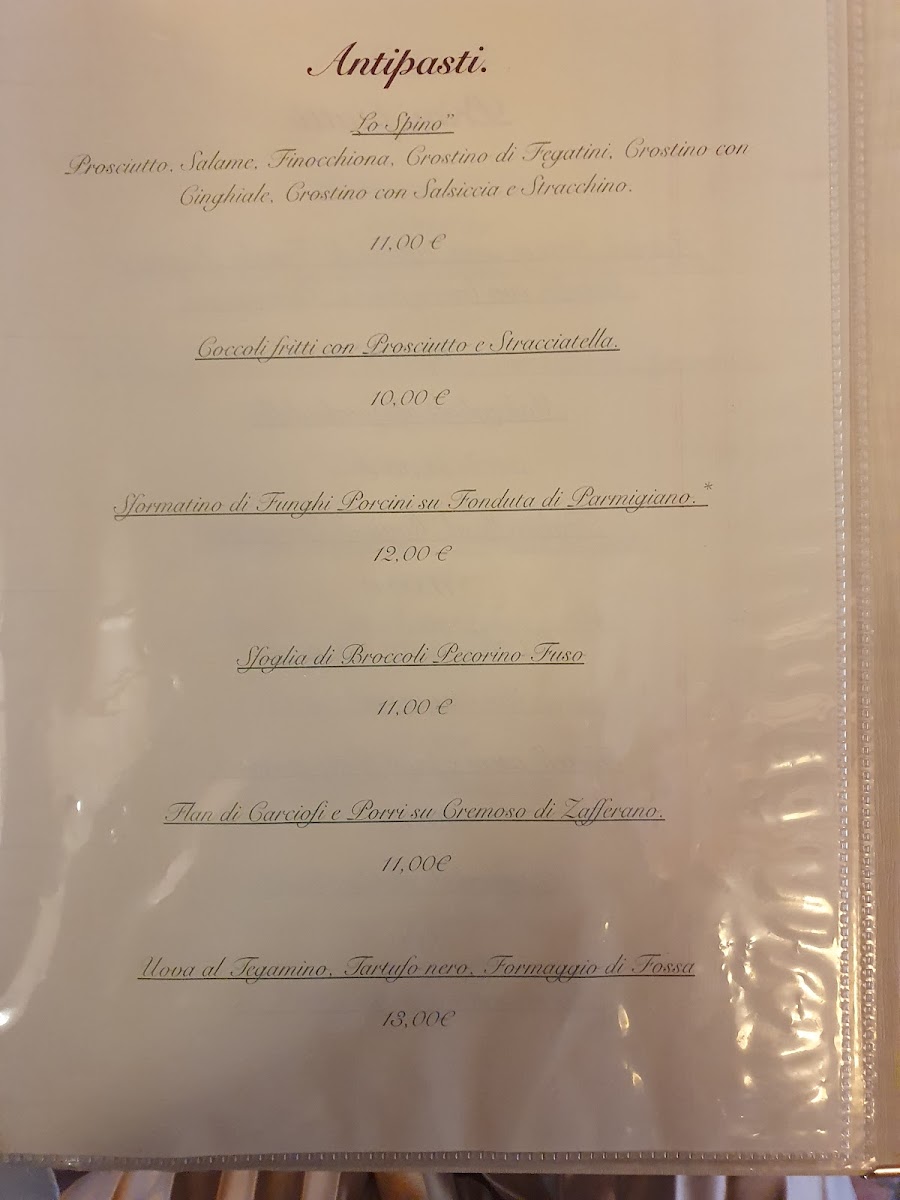 Antipasti.
Lo Spino"
Prosciutto, Salame, Finocchiona, Crostino di Fegatini, Crostino con
Cinghiale, Crostino con Salsiccia e Stracchino.
11,00 €
Coccoli fritti con Prosciutto e Stracciatella.
10,00 €
Sformatino di Funghi Porcini su Fonduta di Parmigiano. *
12,00 €
Sfoglia di Broccoli Pecorino Fuso
11,00 €
Flan di Carciofi e Porri su Cremoso di Zafferano.
11,00€
Uova al Tegamino, Tartufo nero, Formaggio di Fossa
13,00€